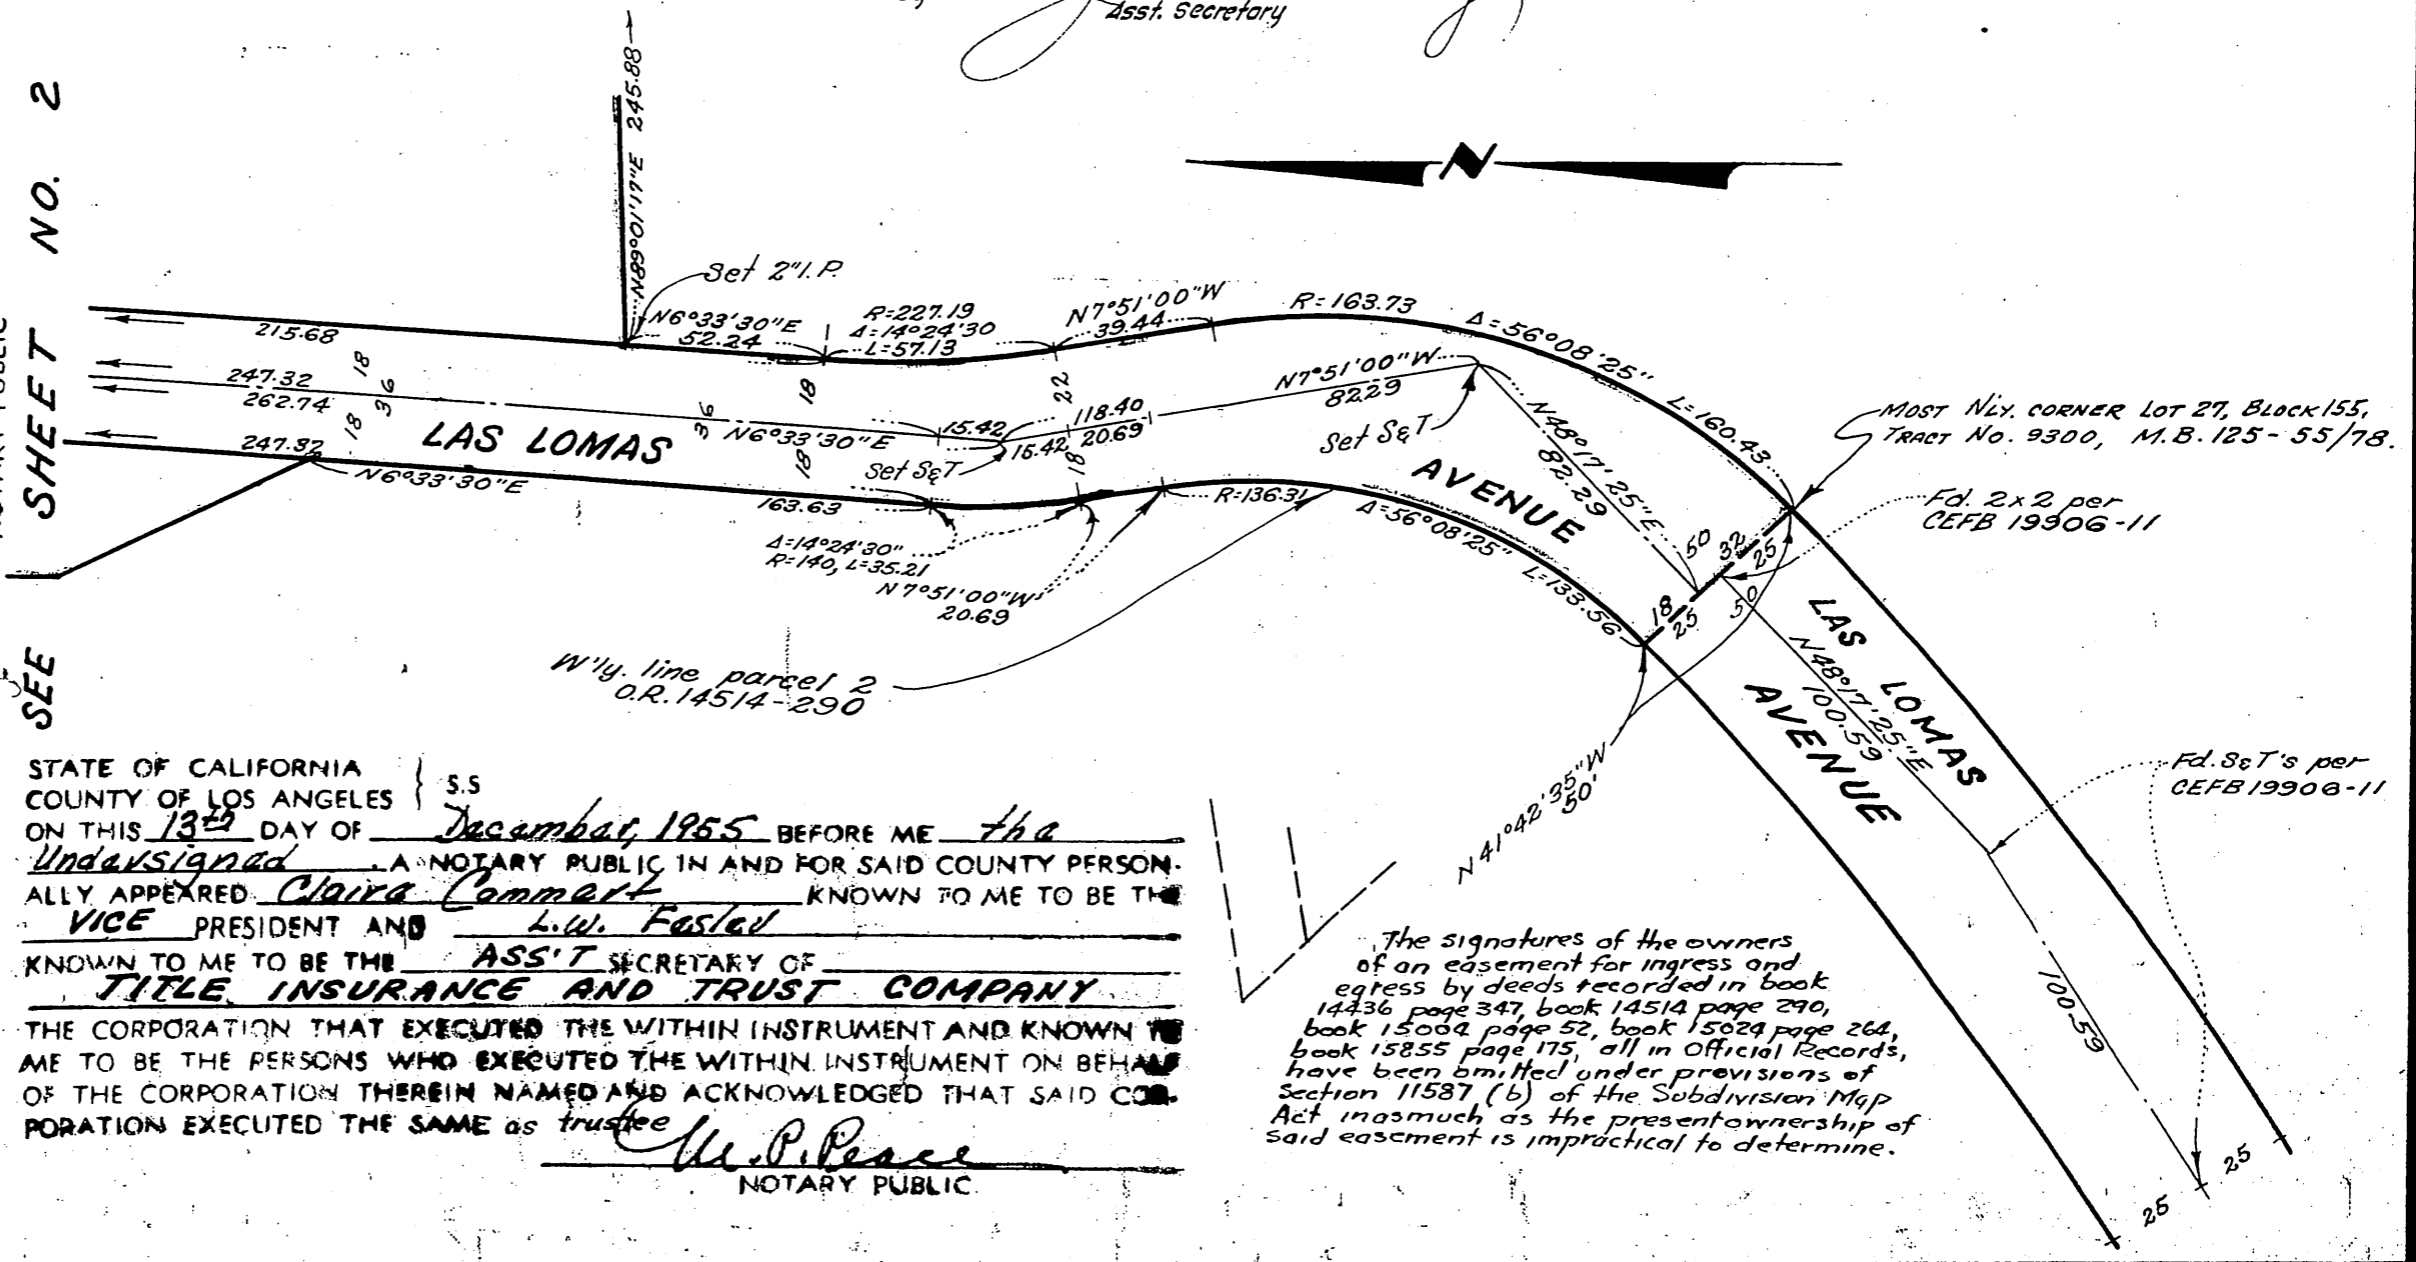 Asst. Secretary
SEE SHEET NO. 2
N89°01'17"E 245.88
N
Set 2" I.P.
215.68
N6°33'30"E
52.24
R=227.19
Δ=14°24'30
L=57.13
N7°51'00"W
39.44
R=163.73
Δ=56°08'25"
L=160.43
247.32
262.74
247.32
18
36
18
LAS LOMAS
36
N6°33'30"E
18
18
22
18
15.42
15.42
118.40
20.69
Set S&T
N7°51'00"W
82.29
Set S&T
N48°17'25"E
82.29
AVENUE
MOST N'LY. CORNER LOT 27, BLOCK 155,
TRACT No. 9300, M.B. 125-55/78.
Fd. 2x2 per
CEFB 19906-11
N6°33'30"E
163.63
Δ=14°24'30"
R=140, L=35.21
N7°51'00"W
20.69
R=136.31
Δ=56°08'25"
L=133.56
50
32
25
18
25
50
W'ly. line parcel 2
O.R. 14514-290
LAS LOMAS
N48°17'25"E
100.59
AVENUE
N41°42'35"W
50'
Fd. S&T's per
CEFB 19906-11
100.59
25
25
STATE OF CALIFORNIA
COUNTY OF LOS ANGELES } S.S
ON THIS 13th DAY OF December, 1955 BEFORE ME the
Undersigned, A NOTARY PUBLIC IN AND FOR SAID COUNTY PERSON-
ALLY APPEARED Claire KNOWN TO ME TO BE THE
VICE PRESIDENT AND L.W.
KNOWN TO ME TO BE THE ASS'T SECRETARY OF
TITLE INSURANCE AND TRUST COMPANY
THE CORPORATION THAT EXECUTED THE WITHIN INSTRUMENT AND KNOWN TO
ME TO BE THE PERSONS WHO EXECUTED THE WITHIN INSTRUMENT ON BEHALF
OF THE CORPORATION THEREIN NAMED AND ACKNOWLEDGED THAT SAID COR-
PORATION EXECUTED THE SAME as trustee
M. P. Peace
NOTARY PUBLIC
The signatures of the owners
of an easement for ingress and
egress by deeds recorded in book
14436 page 347, book 14514 page 290,
book 15004 page 52, book 15024 page 264,
book 15855 page 175, all in Official Records,
have been omitted under provisions of
Section 11587 (b) of the Subdivision Map
Act inasmuch as the present ownership of
said easement is impractical to determine.